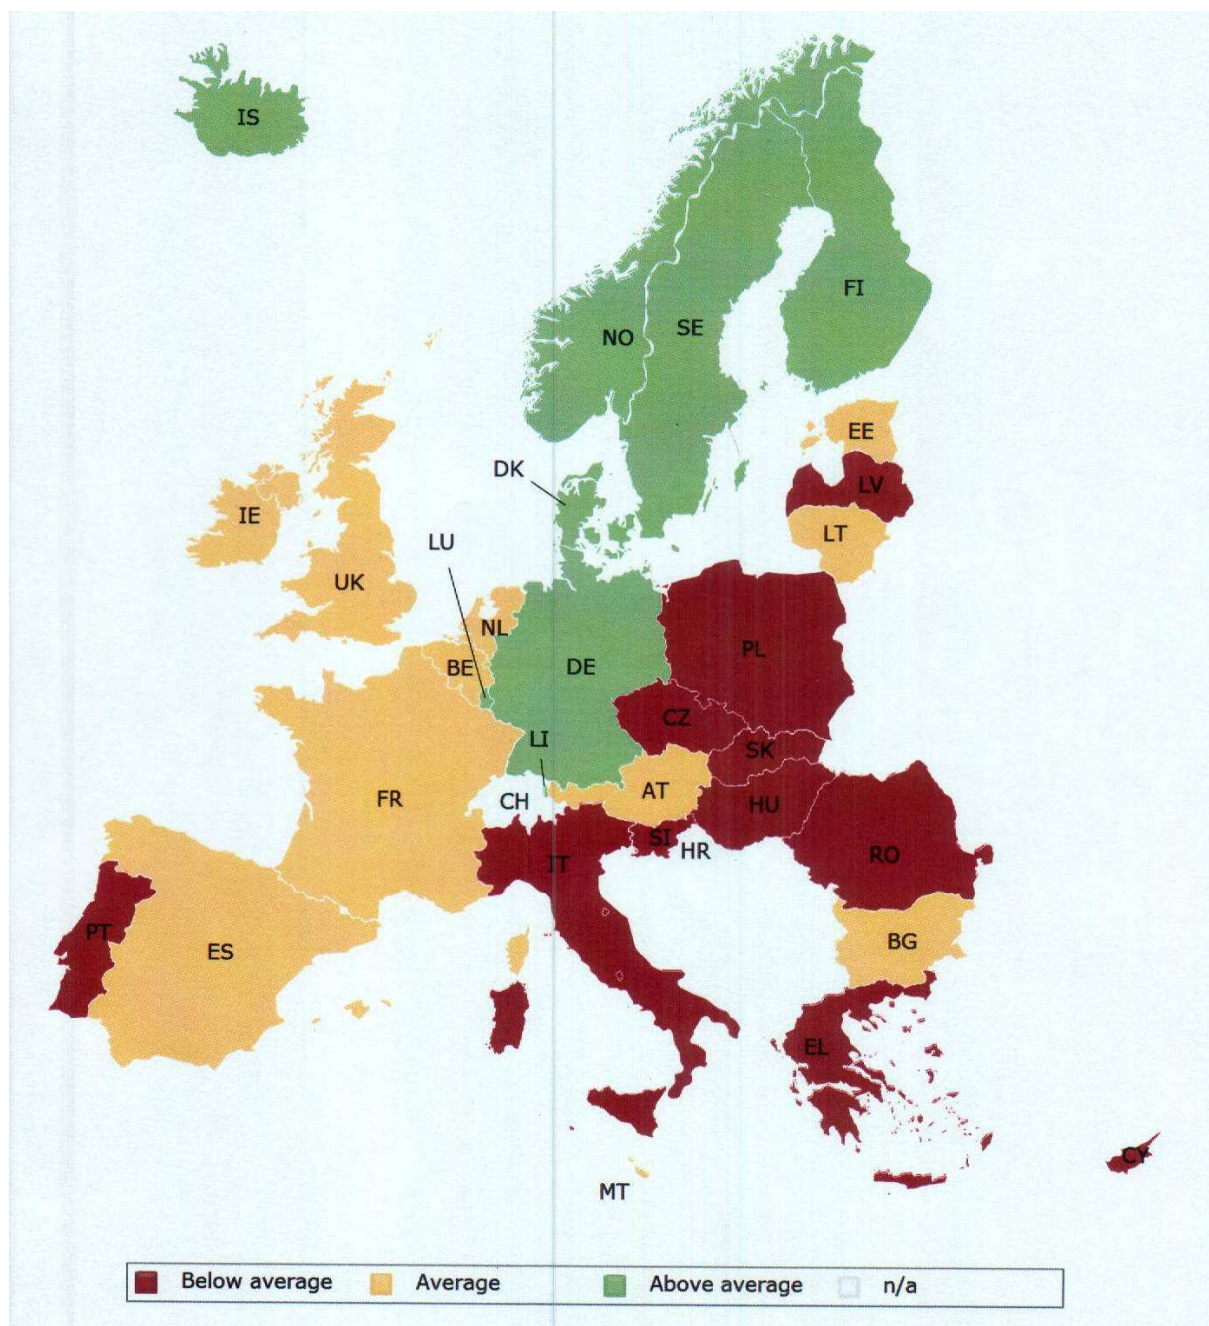 IS
FI
NO
SE
EE
DK
LV
IE
LT
LU
UK
NL
PL
BE
DE
CZ
LI
SK
AT
FR
CH
HU
SI
HR
IT
RO
PT
BG
ES
EL
CY
MT
Below average Average Above average n/a